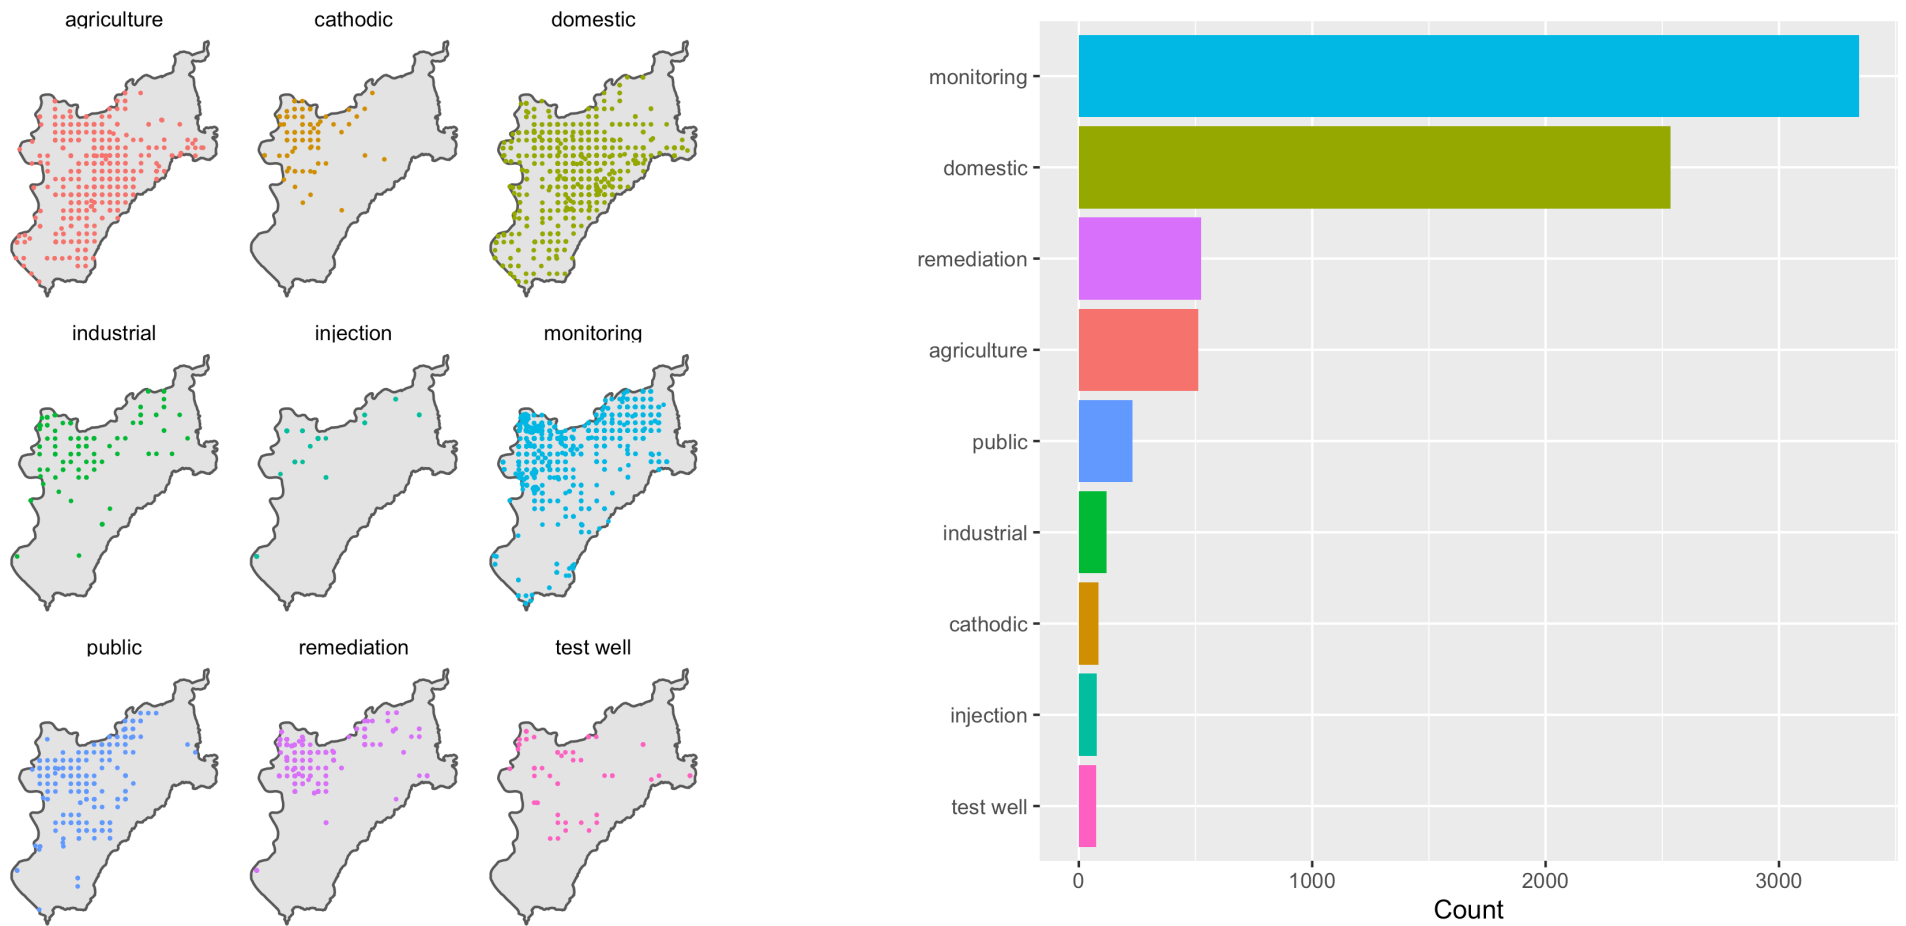 agriculture
cathodic
domestic
industrial
injection
monitoring
public
remediation
test well
monitoring
domestic
remediation
agriculture
public
industrial
cathodic
injection
test well
0
1000
2000
3000
Count